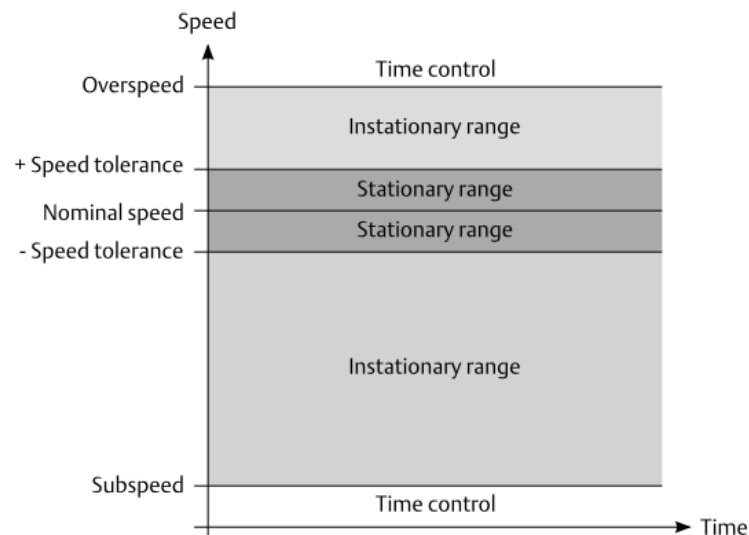 Speed
Time control
Overspeed
Instationary range
+ Speed tolerance
Stationary range
Nominal speed
Stationary range
- Speed tolerance
Instationary range
Subspeed
Time control
Time